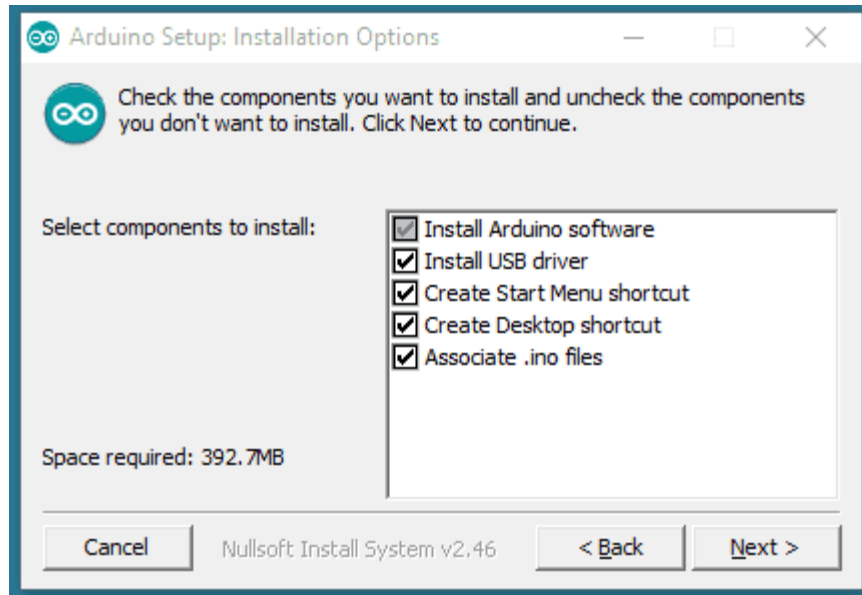 Arduino Setup: Installation Options
Check the components you want to install and uncheck the components
you don't want to install. Click Next to continue.
Select components to install:
Install Arduino software
Install USB driver
Create Start Menu shortcut
Create Desktop shortcut
Associate .ino files
Space required: 392.7MB
Cancel
Nullsoft Install System v2.46
< Back
Next >